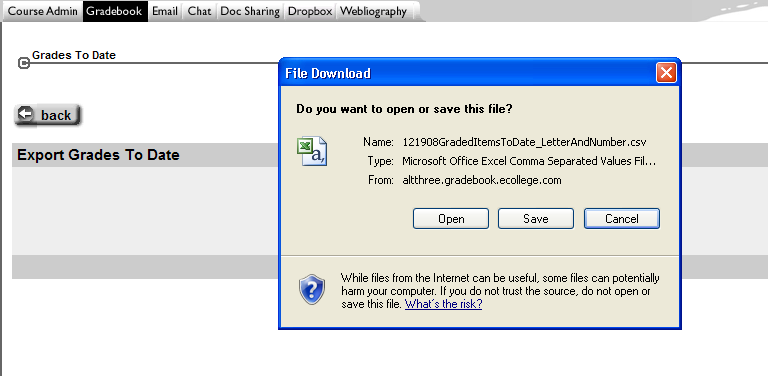 Course Admin Gradebook Email Chat Doc Sharing Dropbox Webliography
Grades To Date
back
Export Grades To Date
File Download
Do you want to open or save this file?
Name: 121908GradedItemsToDate_LetterAndNumber.csv
Type: Microsoft Office Excel Comma Separated Values Fil...
From: altthree.gradebook.ecollege.com
Open Save Cancel
While files from the Internet can be useful, some files can potentially
harm your computer. If you do not trust the source, do not open or
save this file. What's the risk?